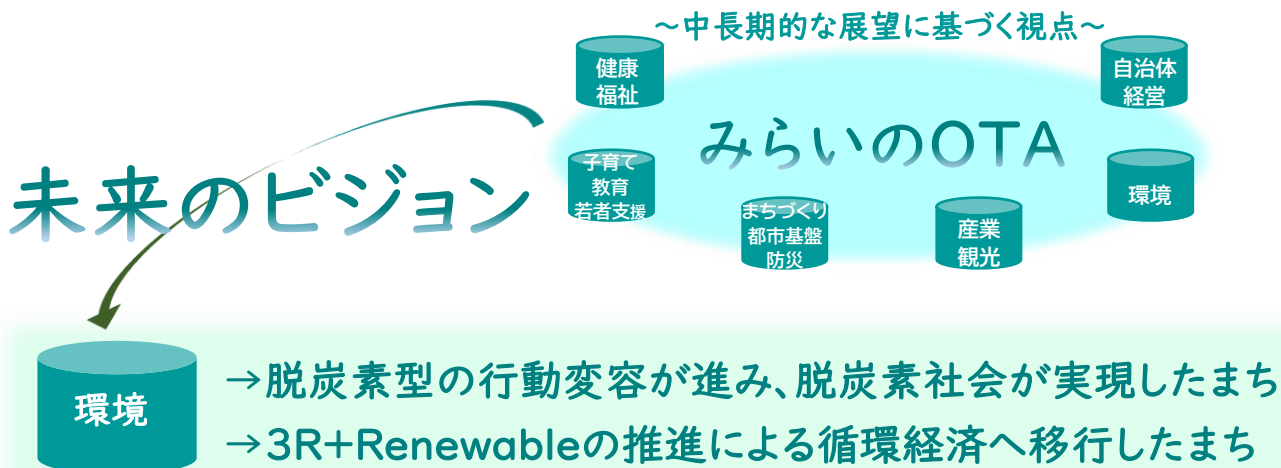 ～中長期的な展望に基づく視点～
健康
福祉
自治体
経営
みらいのOTA
未来のビジョン
子育て
教育
若者支援
環境
まちづくり
都市基盤
防災
産業
観光
環境
→脱炭素型の行動変容が進み、脱炭素社会が実現したまち
→3R+Renewableの推進による循環経済へ移行したまち